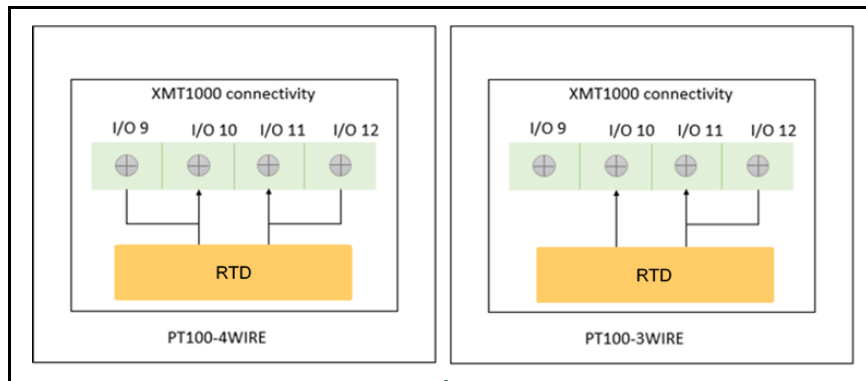 XMT1000 connectivity
I/O 9 I/O 10 I/O 11 I/O 12
RTD
PT100-4WIRE
XMT1000 connectivity
I/O 9 I/O 10 I/O 11 I/O 12
RTD
PT100-3WIRE